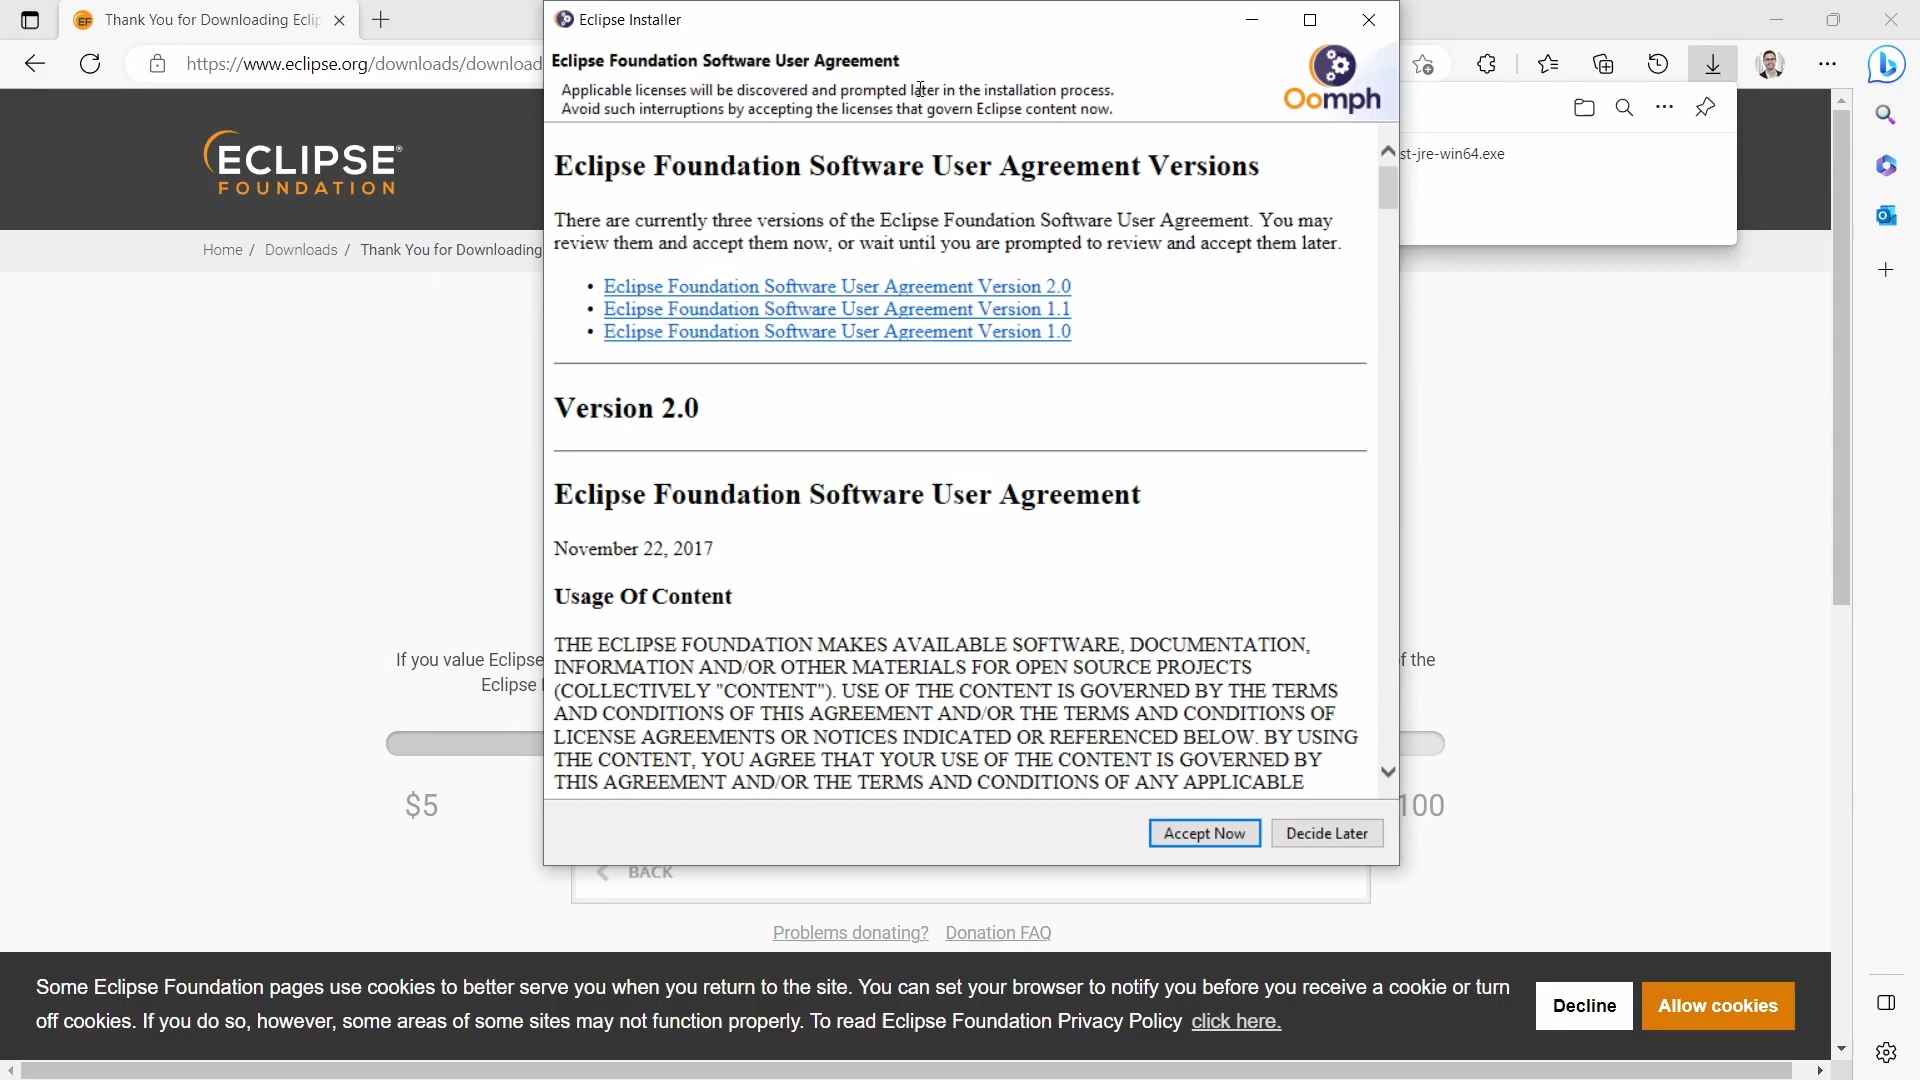 Thank You for Downloading Eclip
https://www.eclipse.org/downloads/download
Eclipse Installer
Eclipse Foundation Software User Agreement
Applicable licenses will be discovered and prompted later in the installation process.
Avoid such interruptions by accepting the licenses that govern Eclipse content now.
Oomph
st-jre-win64.exe
ECLIPSE®
FOUNDATION
Home / Downloads / Thank You for Downloading
Eclipse Foundation Software User Agreement Versions
There are currently three versions of the Eclipse Foundation Software User Agreement. You may
review them and accept them now, or wait until you are prompted to review and accept them later.
• Eclipse Foundation Software User Agreement Version 2.0
• Eclipse Foundation Software User Agreement Version 1.1
• Eclipse Foundation Software User Agreement Version 1.0
Version 2.0
Eclipse Foundation Software User Agreement
November 22, 2017
Usage Of Content
THE ECLIPSE FOUNDATION MAKES AVAILABLE SOFTWARE, DOCUMENTATION,
INFORMATION AND/OR OTHER MATERIALS FOR OPEN SOURCE PROJECTS
(COLLECTIVELY "CONTENT"). USE OF THE CONTENT IS GOVERNED BY THE TERMS
AND CONDITIONS OF THIS AGREEMENT AND/OR THE TERMS AND CONDITIONS OF
LICENSE AGREEMENTS OR NOTICES INDICATED OR REFERENCED BELOW. BY USING
THE CONTENT, YOU AGREE THAT YOUR USE OF THE CONTENT IS GOVERNED BY
THIS AGREEMENT AND/OR THE TERMS AND CONDITIONS OF ANY APPLICABLE
If you value Eclipse
Eclipse
f the
$5
100
Accept Now
Decide Later
BACK
Problems donating? Donation FAQ
Some Eclipse Foundation pages use cookies to better serve you when you return to the site. You can set your browser to notify you before you receive a cookie or turn
off cookies. If you do so, however, some areas of some sites may not function properly. To read Eclipse Foundation Privacy Policy click here.
Decline
Allow cookies